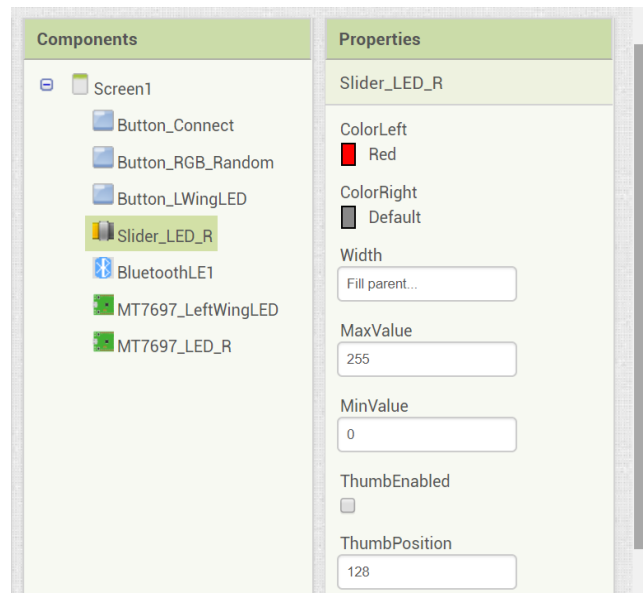 Components
Screen1
Button_Connect
Button_RGB_Random
Button_LWingLED
Slider_LED_R
BluetoothLE1
MT7697_LeftWingLED
MT7697_LED_R
Properties
Slider_LED_R
ColorLeft
Red
ColorRight
Default
Width
Fill parent...
MaxValue
255
MinValue
0
ThumbEnabled
ThumbPosition
128